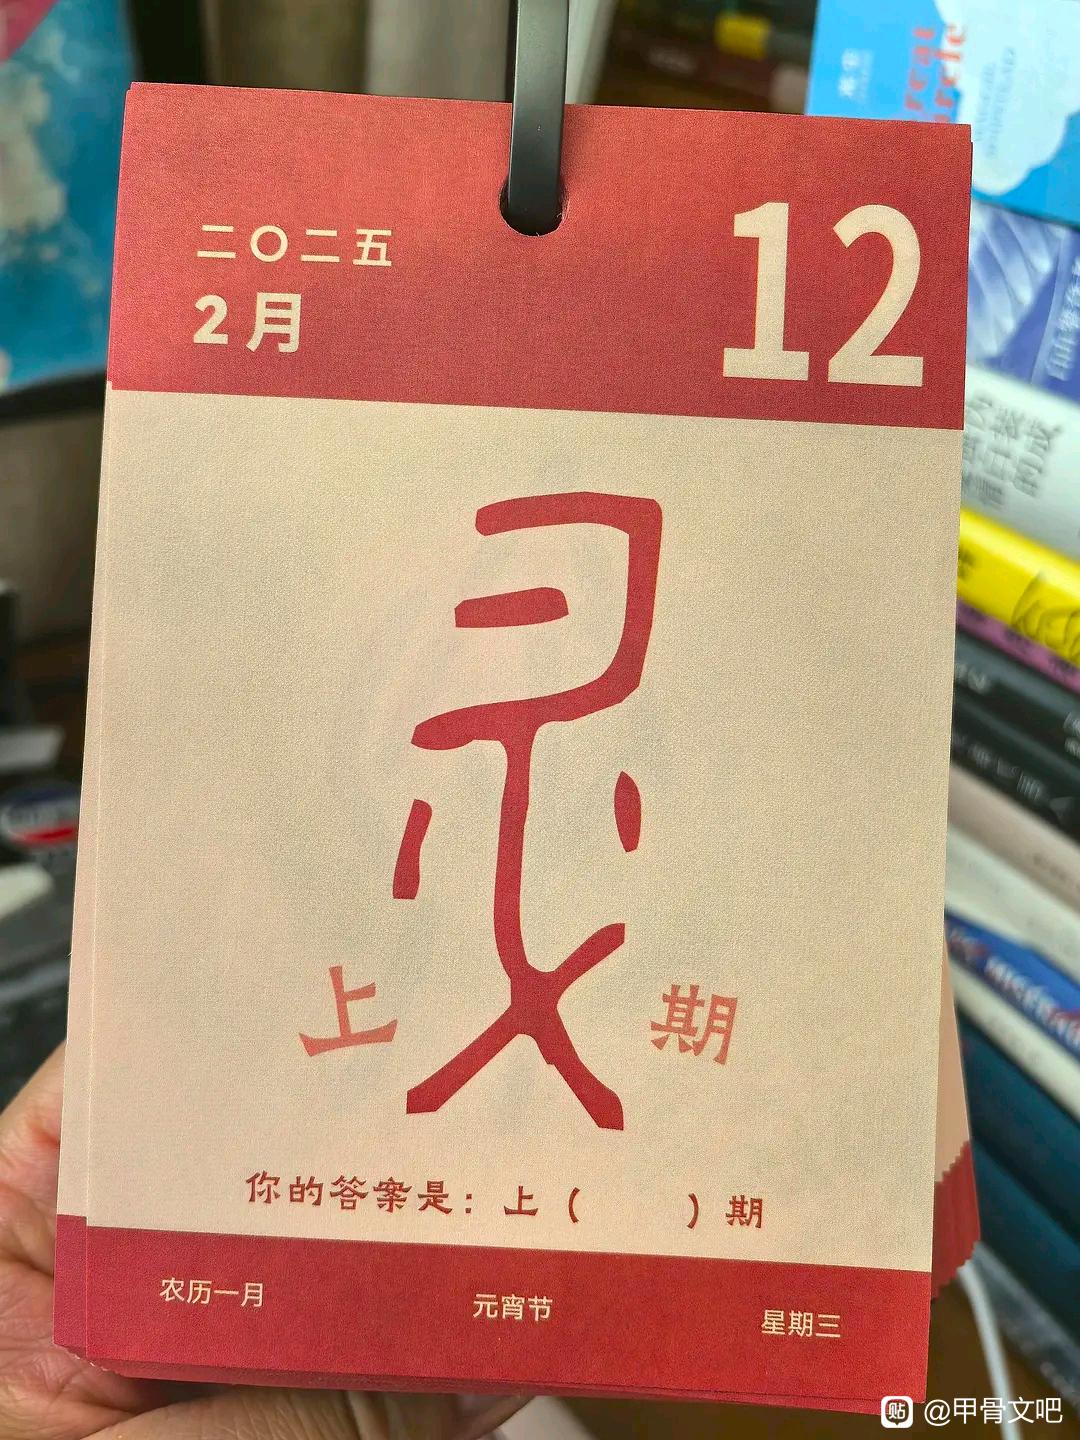 二〇二五
2月
12
上 期
你的答案是：上（ ）期
农历一月
元宵节
星期三
贴 @甲骨文吧